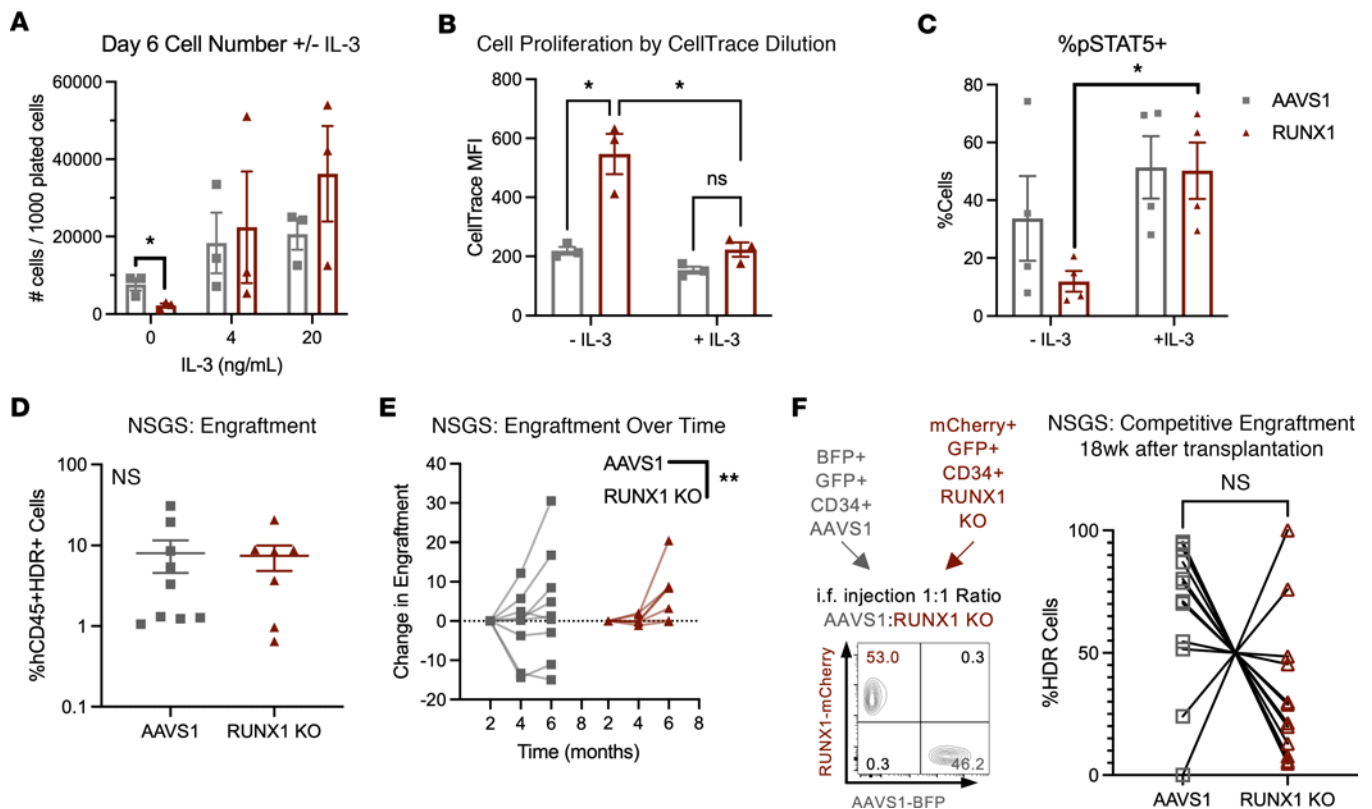 A
Day 6 Cell Number +/- IL-3
# cells / 1000 plated cells
60000
40000
20000
0
*
0
4
20
IL-3 (ng/mL)
B
Cell Proliferation by CellTrace Dilution
CellTrace MFI
800
600
400
200
0
*
*
ns
- IL-3
+ IL-3
C
%pSTAT5+
%Cells
80
60
40
20
0
*
- IL-3
+IL-3
AAVS1
RUNX1
D
NSGS: Engraftment
%hCD45+HDR+ Cells
100
10
1
0.1
NS
AAVS1
RUNX1 KO
E
NSGS: Engraftment Over Time
Change in Engraftment
40
30
20
10
0
-10
-20
AAVS1
RUNX1 KO
**
2
4
6
8
2
4
6
8
Time (months)
F
BFP+
GFP+
CD34+
AAVS1
mCherry+
GFP+
CD34+
RUNX1
KO
i.f. injection 1:1 Ratio
AAVS1:RUNX1 KO
RUNX1-mCherry
53.0
0.3
0.3
46.2
AAVS1-BFP
NSGS: Competitive Engraftment
18wk after transplantation
NS
%HDR Cells
100
50
0
AAVS1
RUNX1 KO